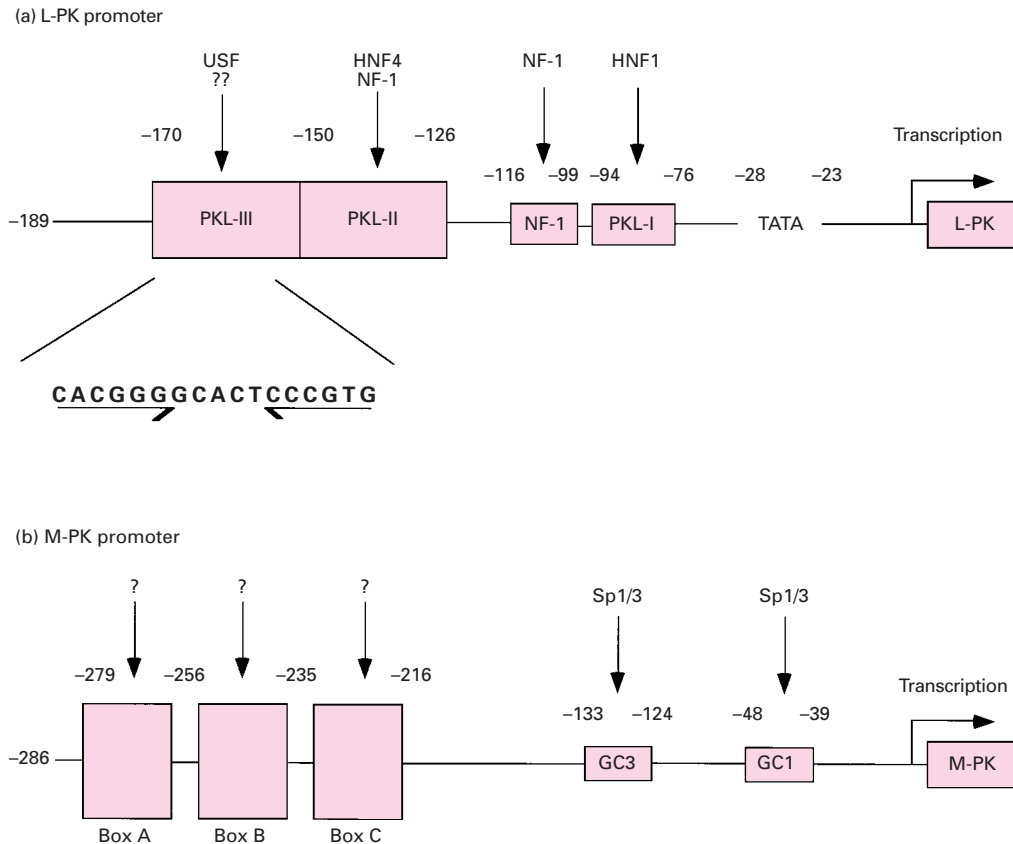 (a) L-PK promoter
USF
??
HNF4
NF-1
NF-1
HNF1
−170
−150
−126
Transcription
−116
−99
−94
−76
−28
−23
−189
PKL-III
PKL-II
NF-1
PKL-I
TATA
L-PK
CACGGGGCACTCCCGTG
(b) M-PK promoter
?
?
?
Sp1/3
Sp1/3
−279
−256
−235
−216
Transcription
−133
−124
−48
−39
−286
GC3
GC1
M-PK
Box A
Box B
Box C